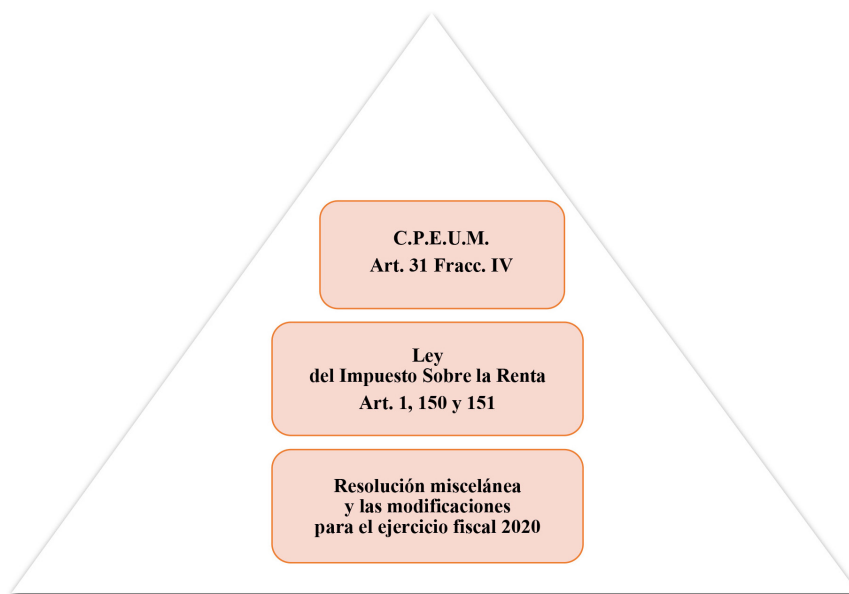 C.P.E.U.M.
Art. 31 Fracc. IV
Ley
del Impuesto Sobre la Renta
Art. 1, 150 y 151
Resolución miscelánea
y las modificaciones
para el ejercicio fiscal 2020